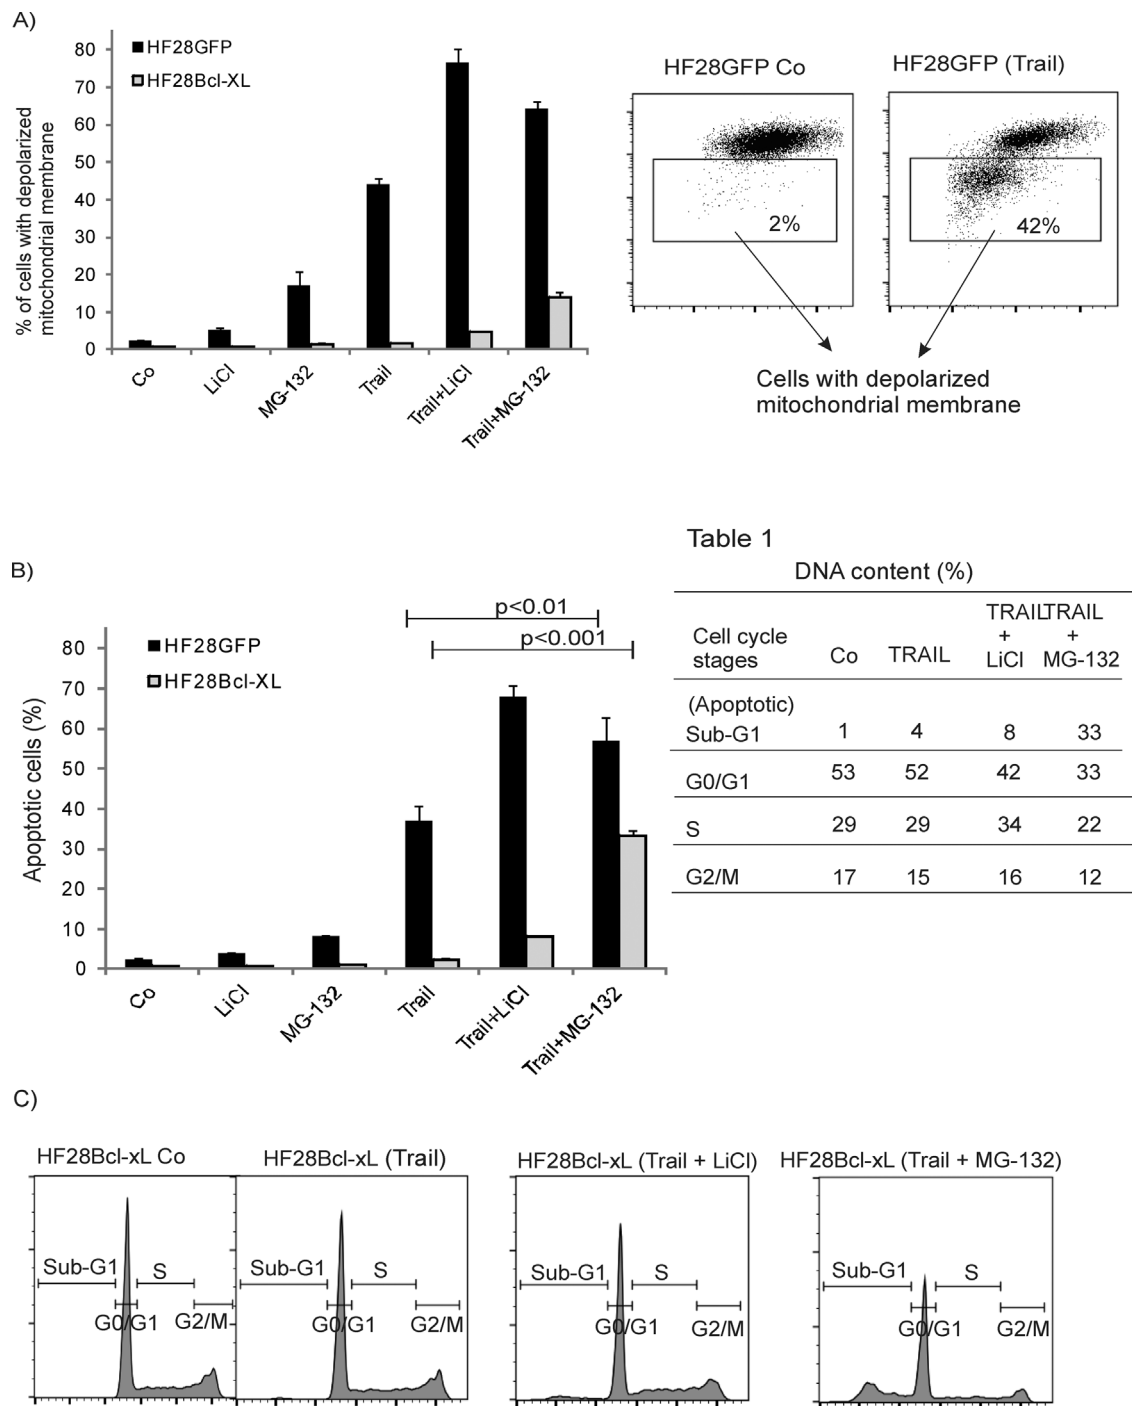 A)
HF28GFP
HF28Bcl-XL
% of cells with depolarized
mitochondrial membrane
80
70
60
50
40
30
20
10
0
Co
LiCl
MG-132
Trail
Trail+LiCl
Trail+MG-132
HF28GFP Co
2%
HF28GFP (Trail)
42%
Cells with depolarized
mitochondrial membrane
B)
HF28GFP
HF28Bcl-XL
p<0.01
p<0.001
Apoptotic cells (%)
80
70
60
50
40
30
20
10
0
Co
LiCl
MG-132
Trail
Trail+LiCl
Trail+MG-132
Table 1
DNA content (%)
Cell cycle
stages
Co
TRAIL
TRAIL
+
LiCl
TRAIL
+
MG-132
(Apoptotic)
Sub-G1 1 4 8 33
G0/G1 53 52 42 33
S 29 29 34 22
G2/M 17 15 16 12
C)
HF28Bcl-xL Co
Sub-G1
S
G0/G1
G2/M
HF28Bcl-xL (Trail)
Sub-G1
S
G0/G1
G2/M
HF28Bcl-xL (Trail + LiCl)
Sub-G1
S
G0/G1
G2/M
HF28Bcl-xL (Trail + MG-132)
Sub-G1
S
G0/G1
G2/M